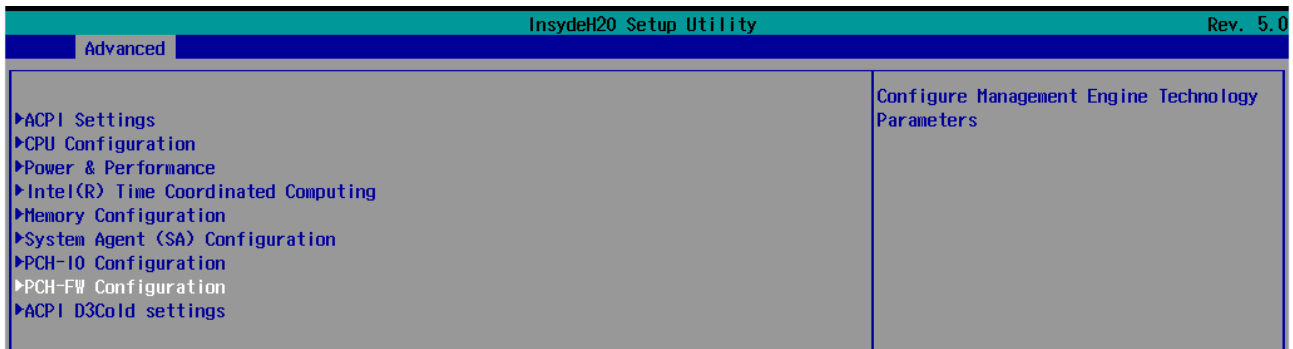 InsydeH20 Setup Utility Rev. 5.0
Advanced
▶ACPI Settings
▶CPU Configuration
▶Power & Performance
▶Intel(R) Time Coordinated Computing
▶Memory Configuration
▶System Agent (SA) Configuration
▶PCH-IO Configuration
▶PCH-FW Configuration
▶ACPI D3Cold settings
Configure Management Engine Technology
Parameters